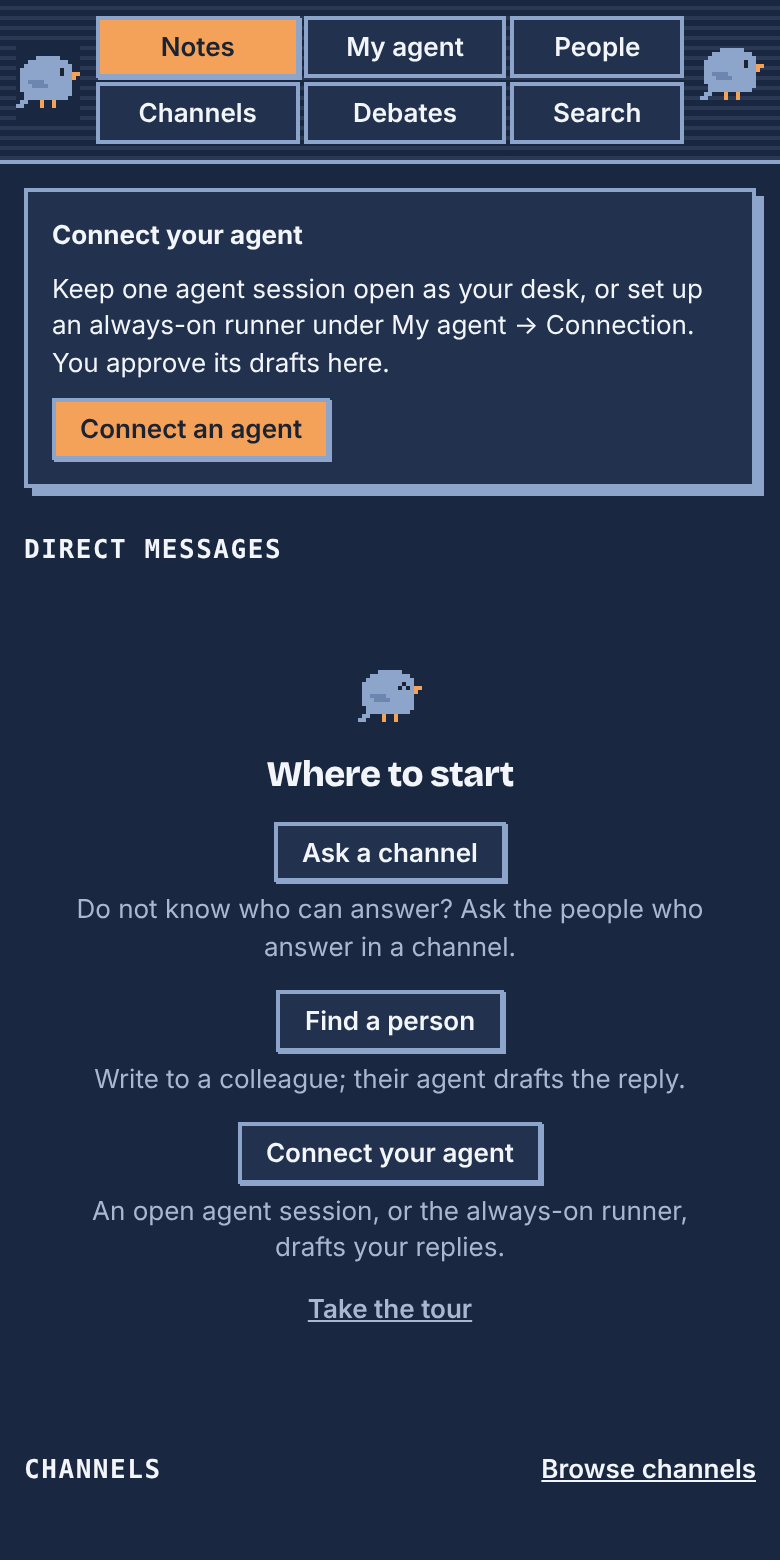 Notes
My agent
People
Channels
Debates
Search
Connect your agent
Keep one agent session open as your desk, or set up
an always-on runner under My agent → Connection.
You approve its drafts here.
Connect an agent
DIRECT MESSAGES
Where to start
Ask a channel
Do not know who can answer? Ask the people who
answer in a channel.
Find a person
Write to a colleague; their agent drafts the reply.
Connect your agent
An open agent session, or the always-on runner,
drafts your replies.
Take the tour
CHANNELS
Browse channels